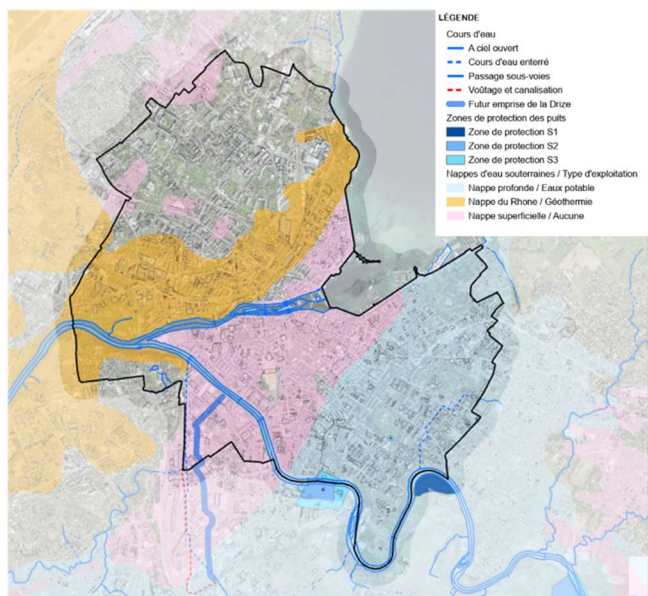 LÉGENDE
Cours d'eau
A ciel ouvert
Cours d'eau enterré
Passage sous-voies
Voûtage et canalisation
Futur emprise de la Drize
Zones de protection des puits
Zone de protection S1
Zone de protection S2
Zone de protection S3
Nappes d'eau souterraines / Type d'exploitation
Nappe profonde / Eaux potable
Nappe du Rhone / Géothermie
Nappe superficielle / Aucune